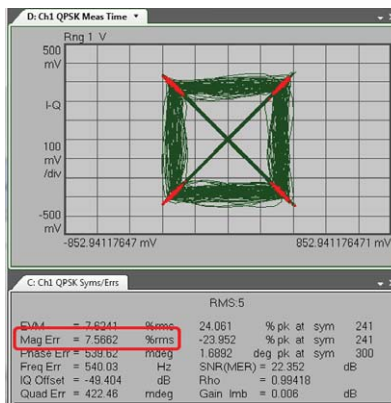 D: Ch1 QPSK Meas Time
Rng 1 V
500
mV
I-Q
100
mV
/div
-500
mV
-852.94117647 mV 852.9411764​71 mV
C: Ch1 QPSK Syms/Errs
RMS:5
EVM = 7.6241 %rms 24.061 % pk at sym 241
Mag Err = 7.5662 %rms -23.952 % pk at sym 241
Phase Err = 539.62 mdeg 1.6892 deg pk at sym 300
Freq Err = 540.03 Hz SNR(MER) = 22.352 dB
IQ Offset = -49.404 dB Rho = 0.99418
Quad Err = 422.46 mdeg Gain Imb = 0.006 dB